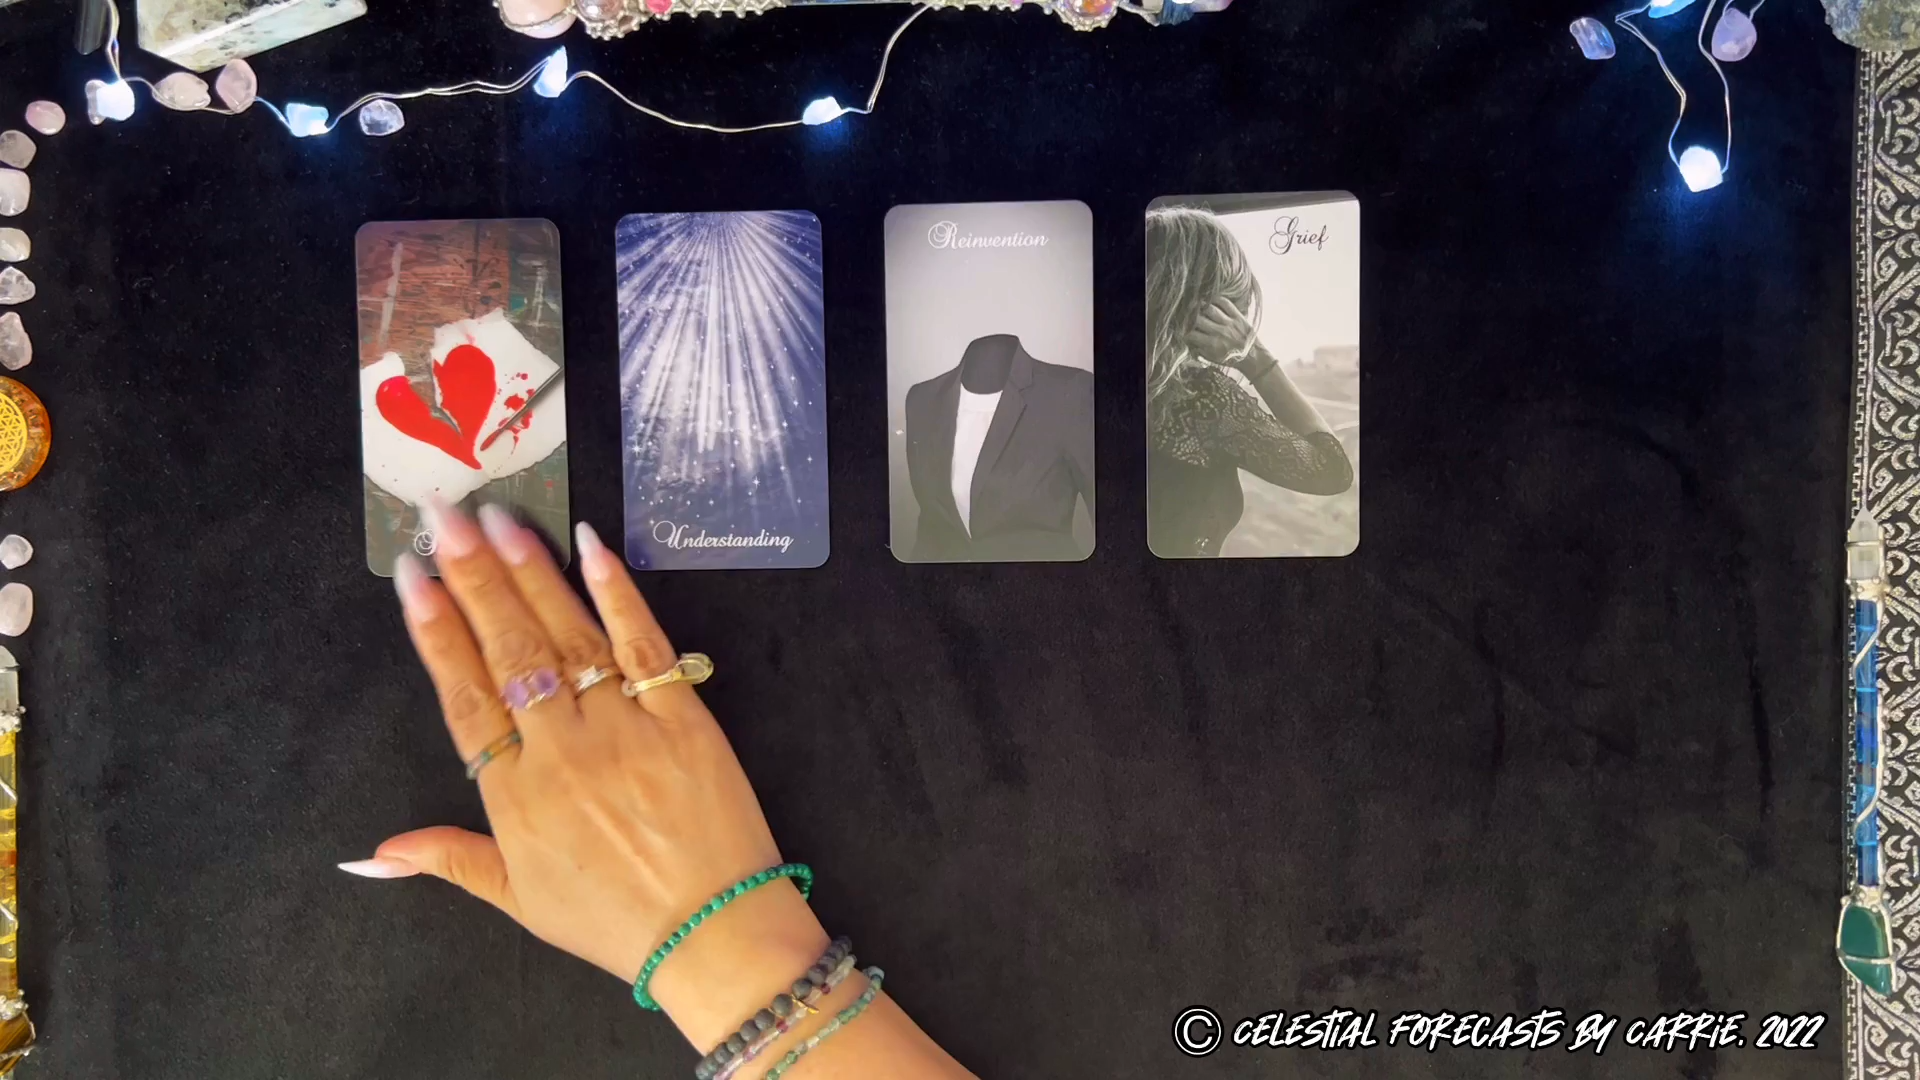 Understanding
Reinvention
Grief
© CELESTIAL FORECASTS BY CARRIE. 2022